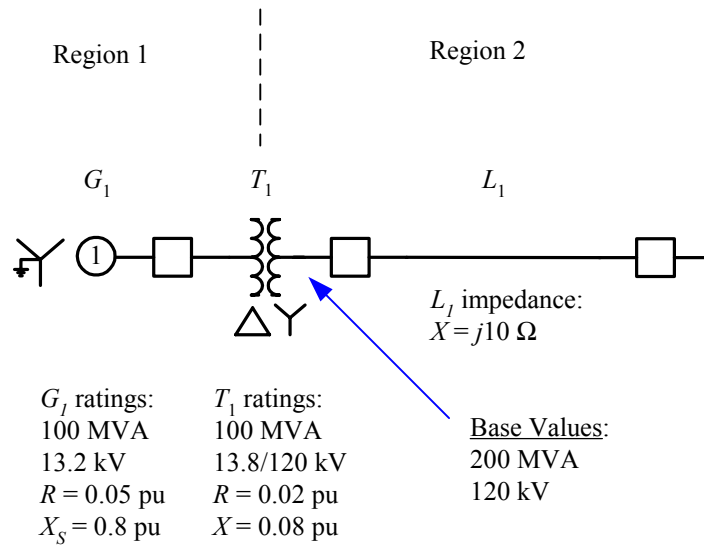 Region 1
Region 2
G₁
T₁
L₁
1
L₁ impedance:
X = j10 Ω
G₁ ratings:
100 MVA
13.2 kV
R = 0.05 pu
X_S = 0.8 pu
T₁ ratings:
100 MVA
13.8/120 kV
R = 0.02 pu
X = 0.08 pu
Base Values:
200 MVA
120 kV